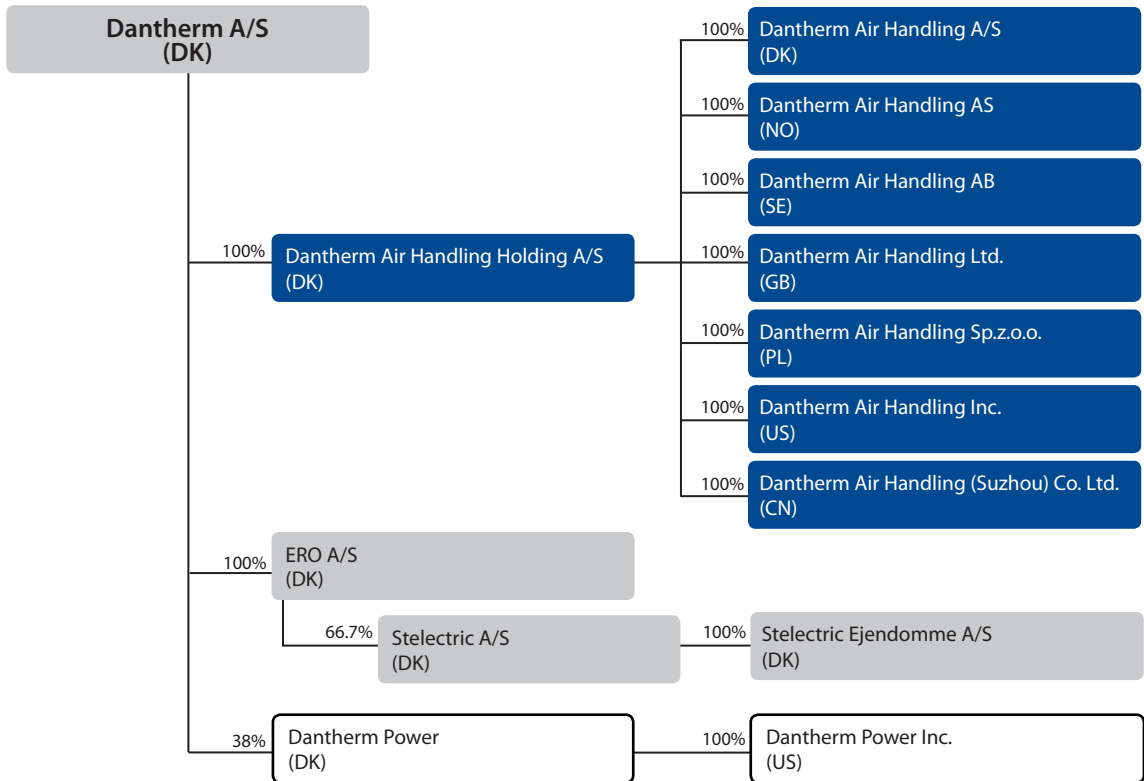 Dantherm A/S
(DK)
100%
Dantherm Air Handling A/S
(DK)
100%
Dantherm Air Handling AS
(NO)
100%
Dantherm Air Handling AB
(SE)
100%
Dantherm Air Handling Holding A/S
(DK)
100%
Dantherm Air Handling Ltd.
(GB)
100%
Dantherm Air Handling Sp.z.o.o.
(PL)
100%
Dantherm Air Handling Inc.
(US)
100%
Dantherm Air Handling (Suzhou) Co. Ltd.
(CN)
100%
ERO A/S
(DK)
66.7%
Stelectric A/S
(DK)
100%
Stelectric Ejendomme A/S
(DK)
38%
Dantherm Power
(DK)
100%
Dantherm Power Inc.
(US)